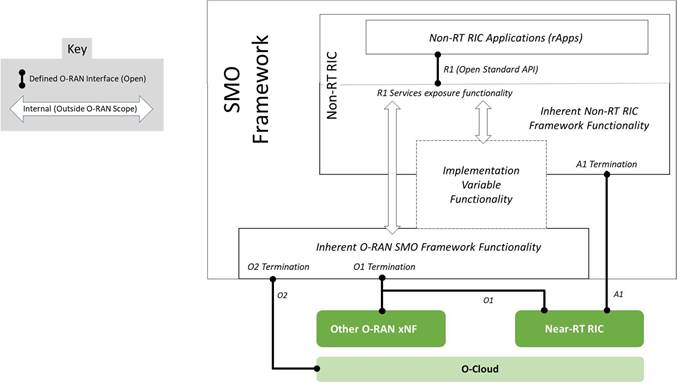 Key
Defined O-RAN Interface (Open)
Internal (Outside O-RAN Scope)
SMO
Framework
Non-RT RIC
Non-RT RIC Applications (rApps)
R1 (Open Standard API)
R1 Services exposure functionality
Inherent Non-RT RIC
Framework Functionality
A1 Termination
Implementation
Variable
Functionality
Inherent O-RAN SMO Framework Functionality
O2 Termination
O1 Termination
O2
O1
A1
Other O-RAN xNF
Near-RT RIC
O-Cloud